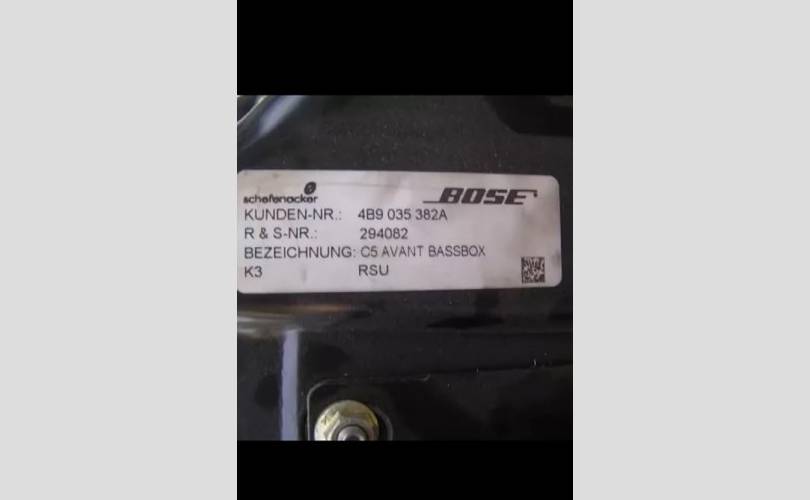 schefenacker
BOSE
KUNDEN-NR.: 4B9 035 382A
R & S-NR.: 294082
BEZEICHNUNG: C5 AVANT BASSBOX
K3 RSU